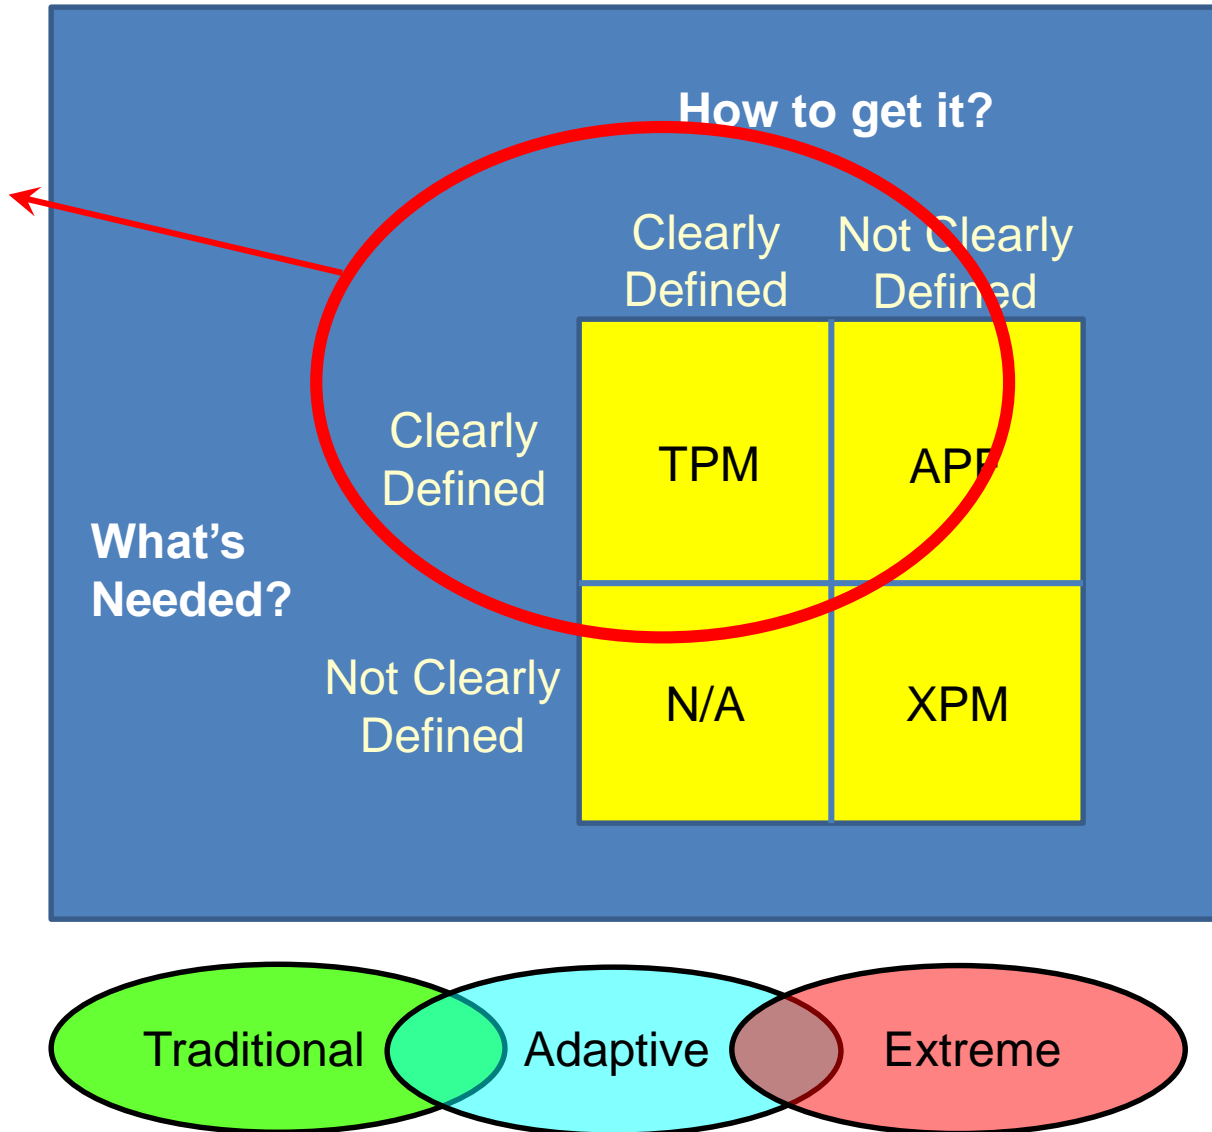 How to get it?
Clearly
Defined
Not Clearly
Defined
Clearly
Defined
TPM
APF
What's
Needed?
Not Clearly
Defined
N/A
XPM
Traditional
Adaptive
Extreme